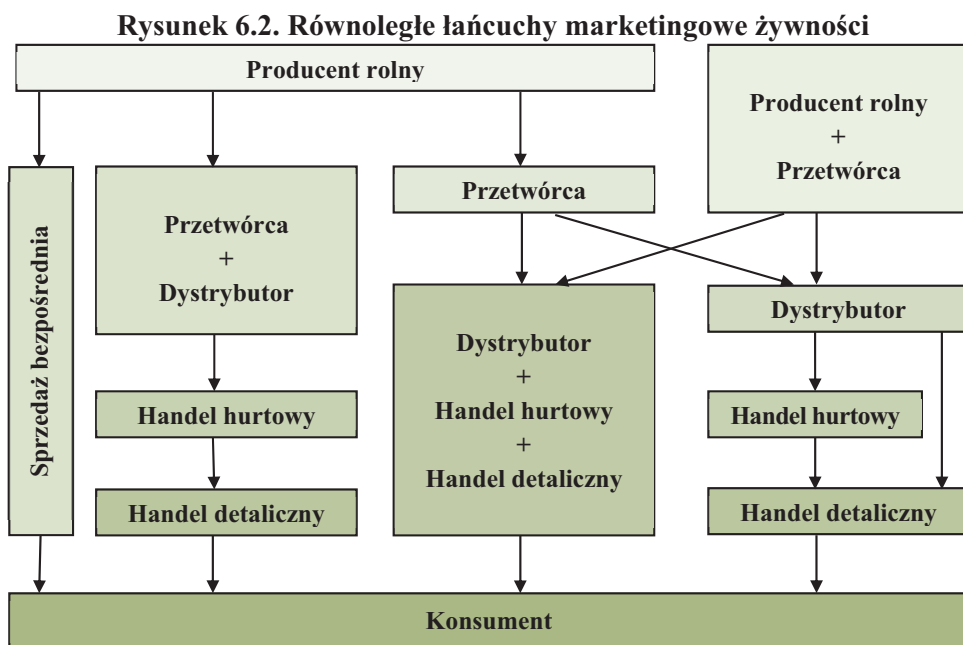 Rysunek 6.2. Równoległe łańcuchy marketingowe żywności
Producent rolny
Producent rolny
+
Przetwórca
Sprzedaż bezpośrednia
Przetwórca
+
Dystrybutor
Przetwórca
Dystrybutor
+
Handel hurtowy
+
Handel detaliczny
Dystrybutor
Handel hurtowy
Handel hurtowy
Handel detaliczny
Handel detaliczny
Konsument